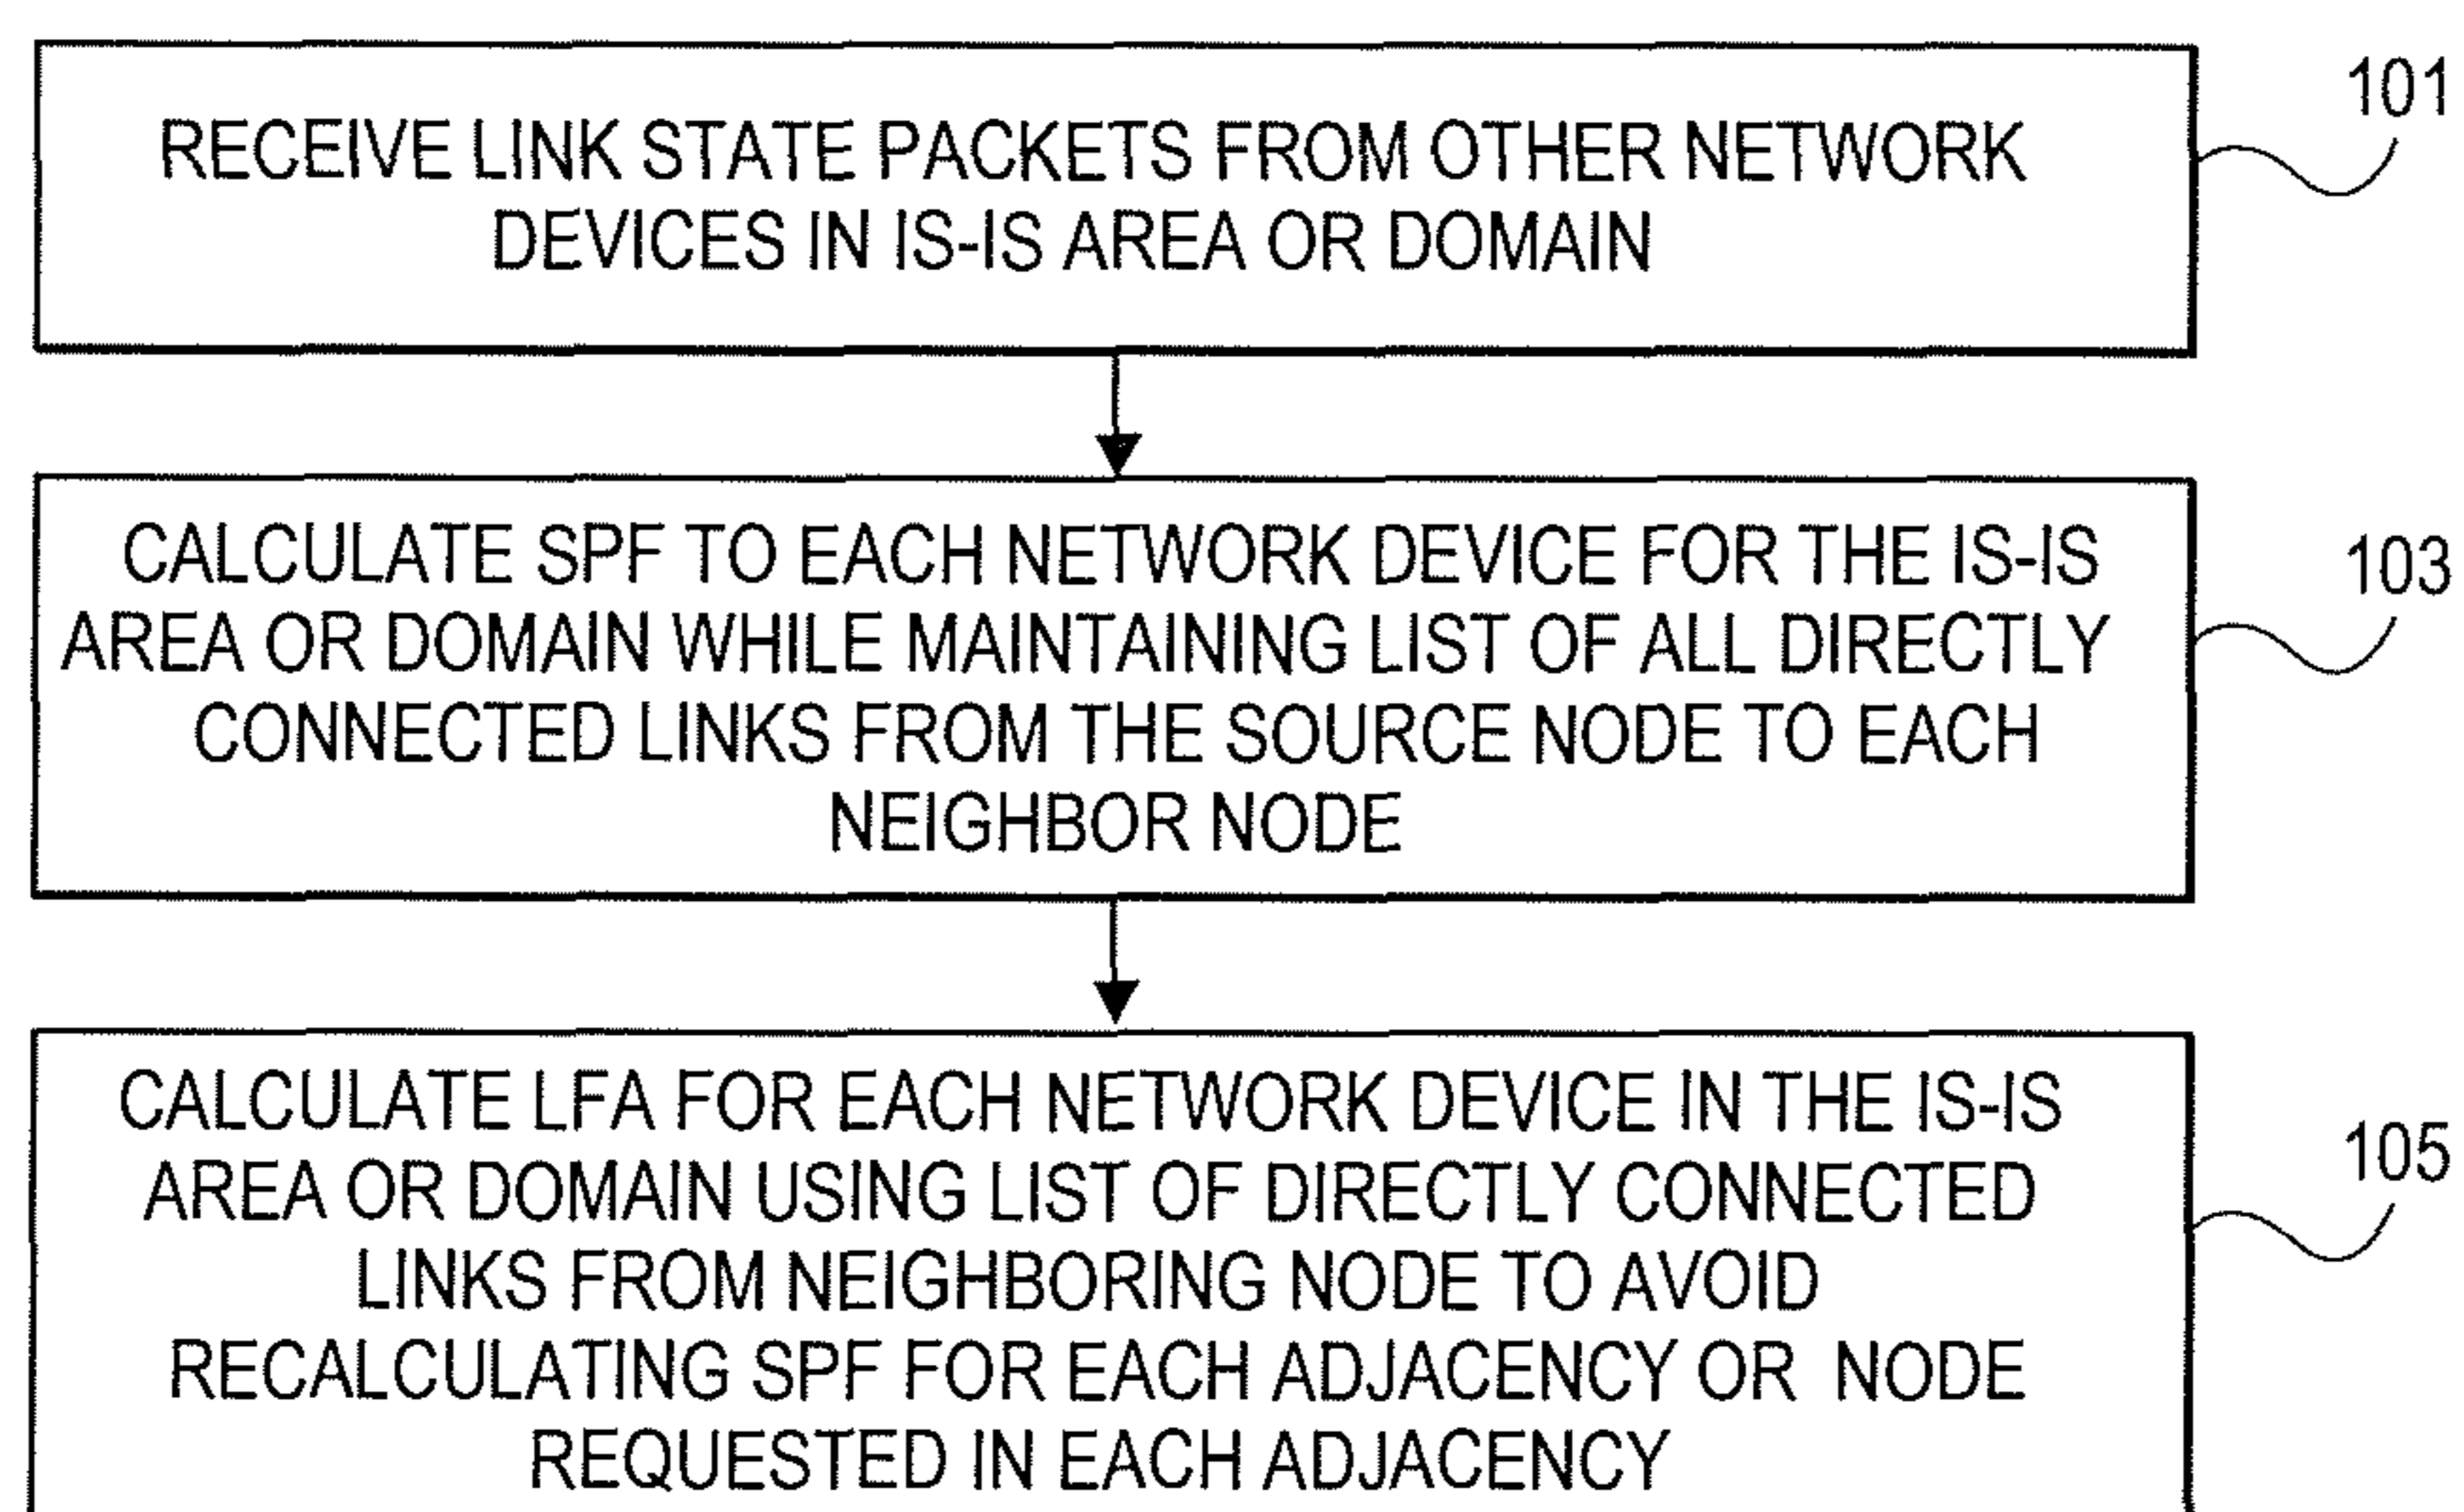 RECEIVE LINK STATE PACKETS FROM OTHER NETWORK
DEVICES IN IS-IS AREA OR DOMAIN
101
CALCULATE SPF TO EACH NETWORK DEVICE FOR THE IS-IS
AREA OR DOMAIN WHILE MAINTAINING LIST OF ALL DIRECTLY
CONNECTED LINKS FROM THE SOURCE NODE TO EACH
NEIGHBOR NODE
103
CALCULATE LFA FOR EACH NETWORK DEVICE IN THE IS-IS
AREA OR DOMAIN USING LIST OF DIRECTLY CONNECTED
LINKS FROM NEIGHBORING NODE TO AVOID
RECALCULATING SPF FOR EACH ADJACENCY OR NODE
REQUESTED IN EACH ADJACENCY
105